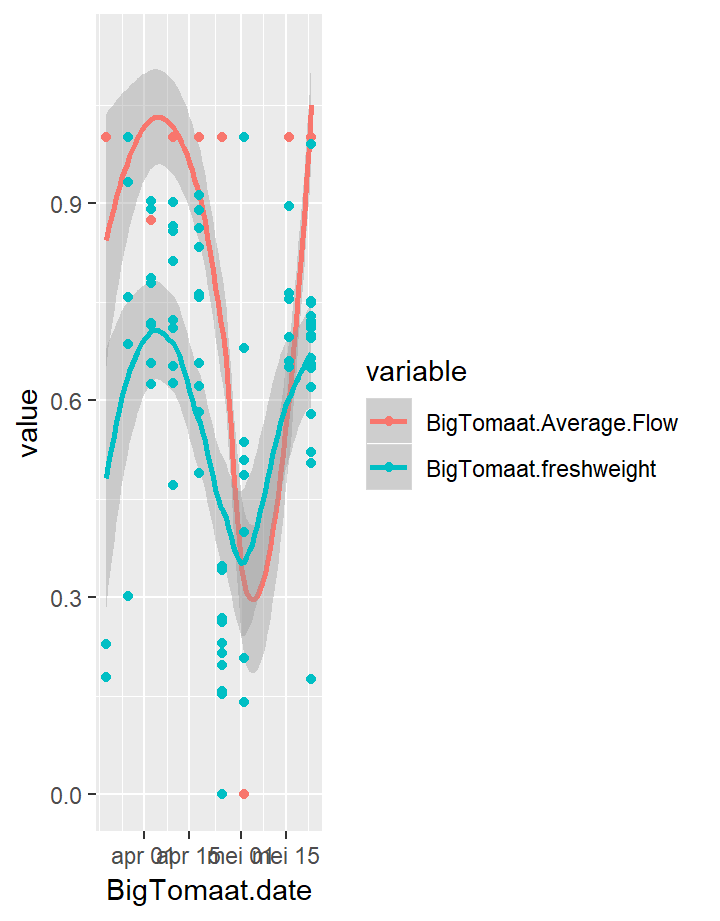 0.9
0.6
0.3
0.0
value
apr 01 apr 15 mei 01 mei 15
BigTomaat.date
variable
BigTomaat.Average.Flow
BigTomaat.freshweight